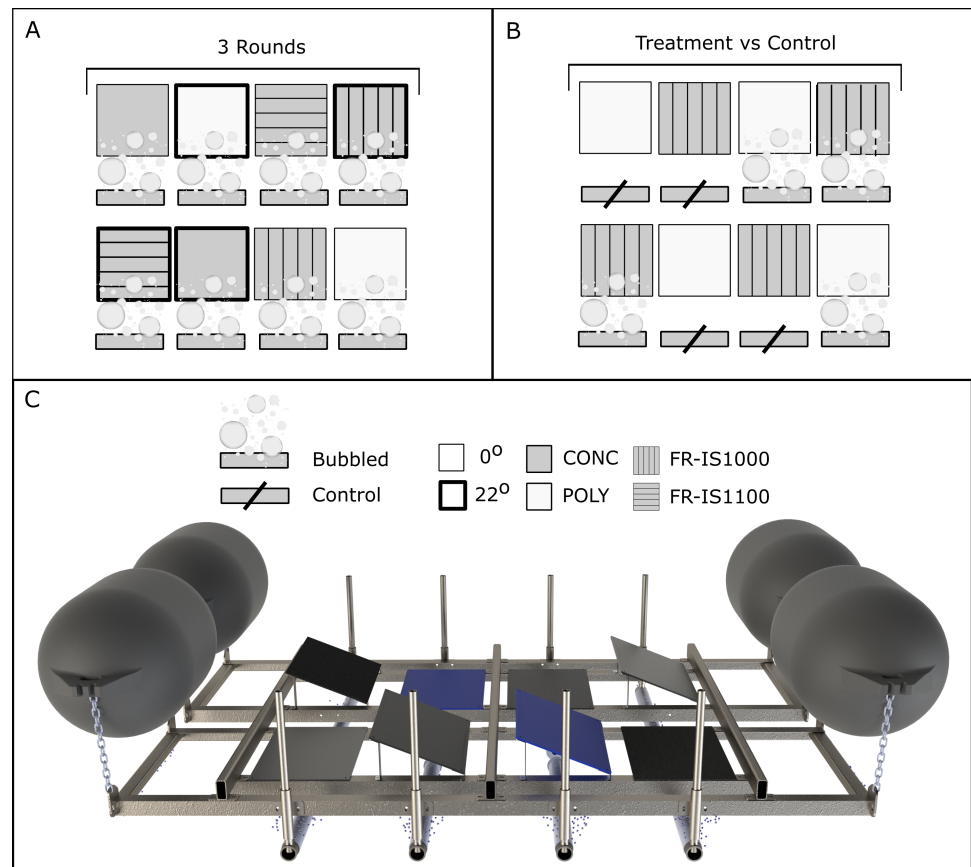 A
3 Rounds
B
Treatment vs Control
C
Bubbled
0° CONC FR-IS1000
Control
22° POLY FR-IS1100